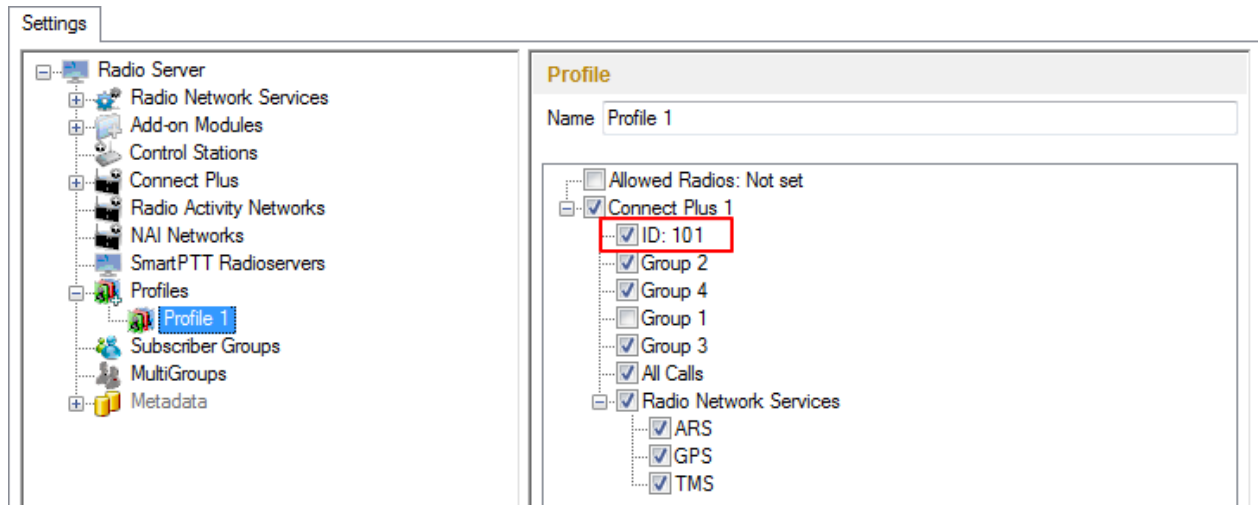 Settings
Radio Server
Radio Network Services
Add-on Modules
Control Stations
Connect Plus
Radio Activity Networks
NAI Networks
SmartPTT Radioservers
Profiles
Profile 1
Subscriber Groups
MultiGroups
Metadata
Profile
Name Profile 1
Allowed Radios: Not set
Connect Plus 1
ID: 101
Group 2
Group 4
Group 1
Group 3
All Calls
Radio Network Services
ARS
GPS
TMS